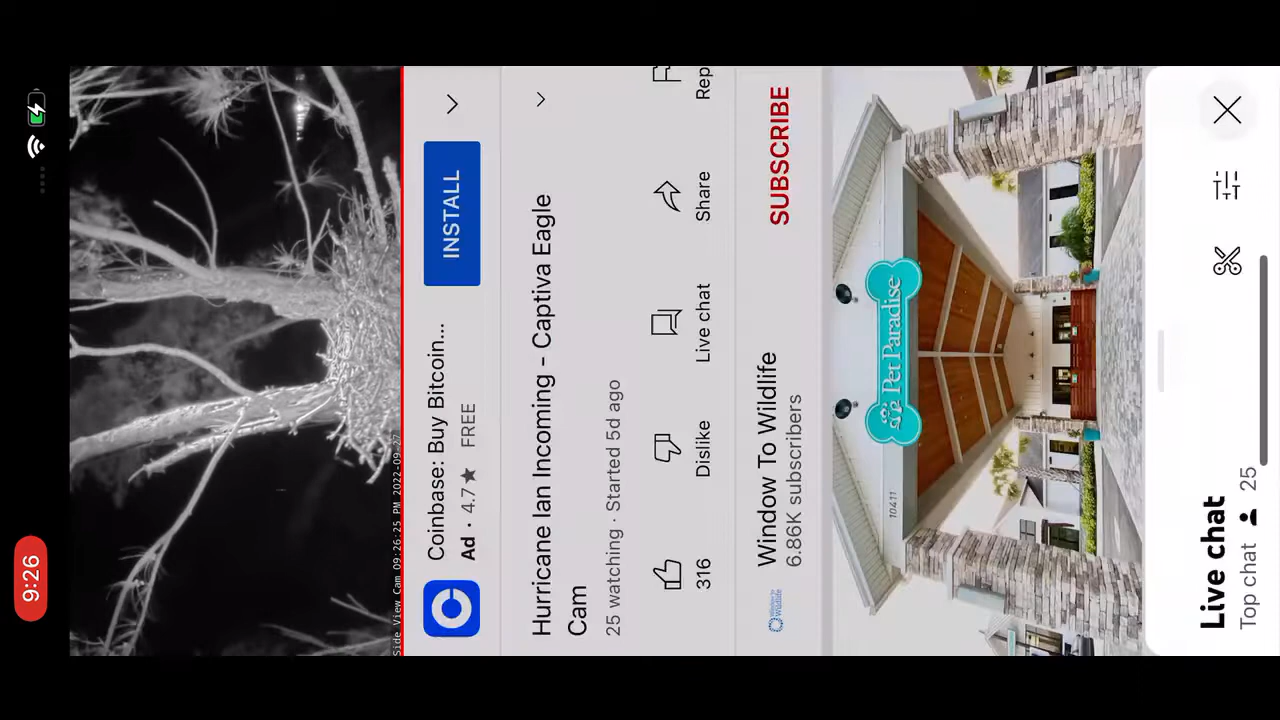 9:26
Side View Cam 09:26:25 PM 2022-09-27
Coinbase: Buy Bitcoin...
Ad · 4.7★ FREE
INSTALL
Hurricane Ian Incoming - Captiva Eagle
Cam
25 watching · Started 5d ago
316
Dislike
Live chat
Share
Rep
Window To Wildlife
6.86K subscribers
SUBSCRIBE
Pet Paradise
10411
Live chat
Top chat 25